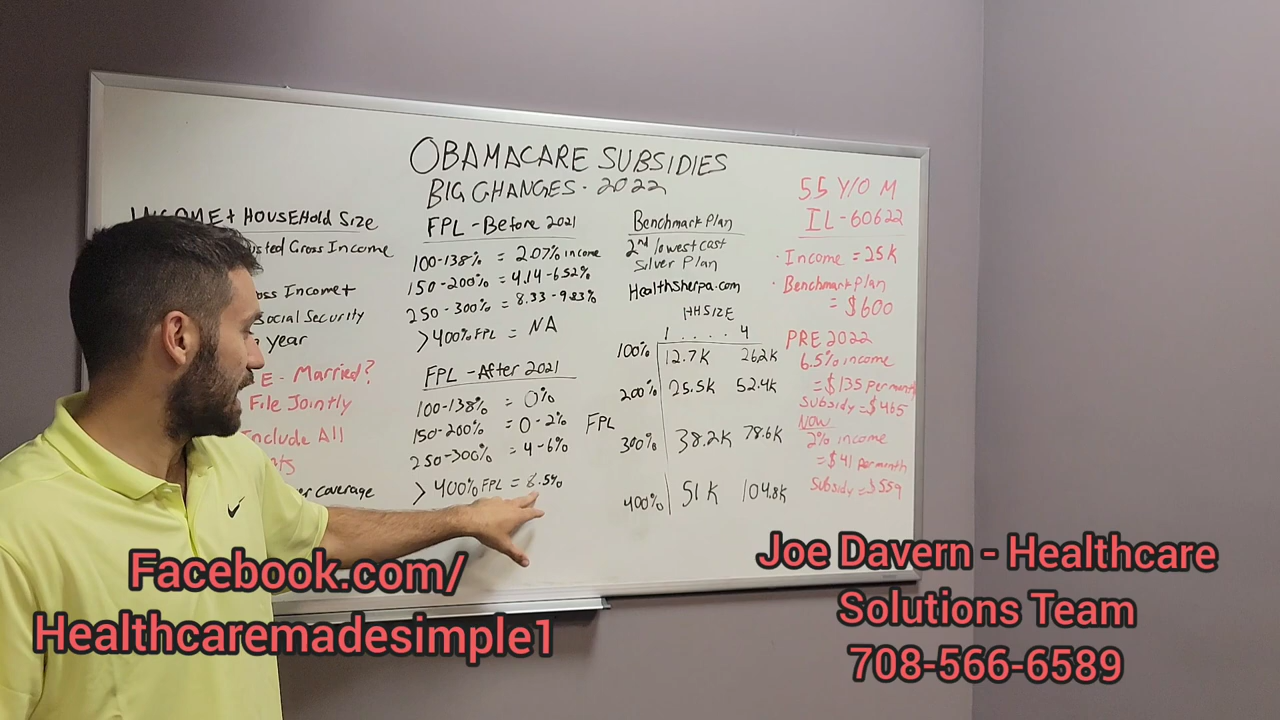 OBAMACARE SUBSIDIES
BIG CHANGES - 2022
INCOME + HOUSEHOLD SIZE
Gross Income
Income +
Social Security
year
E - Married?
File Jointly
Include All
coverage
FPL - Before 2021
100-138% = 2.07% income
150-200% = 4.14-6.52%
250-300% = 8.33-9.83%
>400% FPL = NA
FPL - After 2021
100-138% = 0%
150-200% = 0-2%
250-300% = 4-6%
>400% FPL = 8.5%
Benchmark Plan
2ND lowest cost
Silver Plan
HealthSherpa.com
HHSIZE
1 . . . . 4
100% 12.7K 26.2K
200% 25.5K 52.4K
FPL
300% 38.2K 78.6K
400% 51K 104.8K
55 Y/O M
IL-60622
· Income = 25K
· Benchmark Plan
= $600
PRE 2022
6.5% income
= $135 per month
Subsidy = $465
NOW
2% income
= $41 per month
Subsidy = $559
Facebook.com/
Healthcaremadesimple1
Joe Davern - Healthcare
Solutions Team
708-566-6589